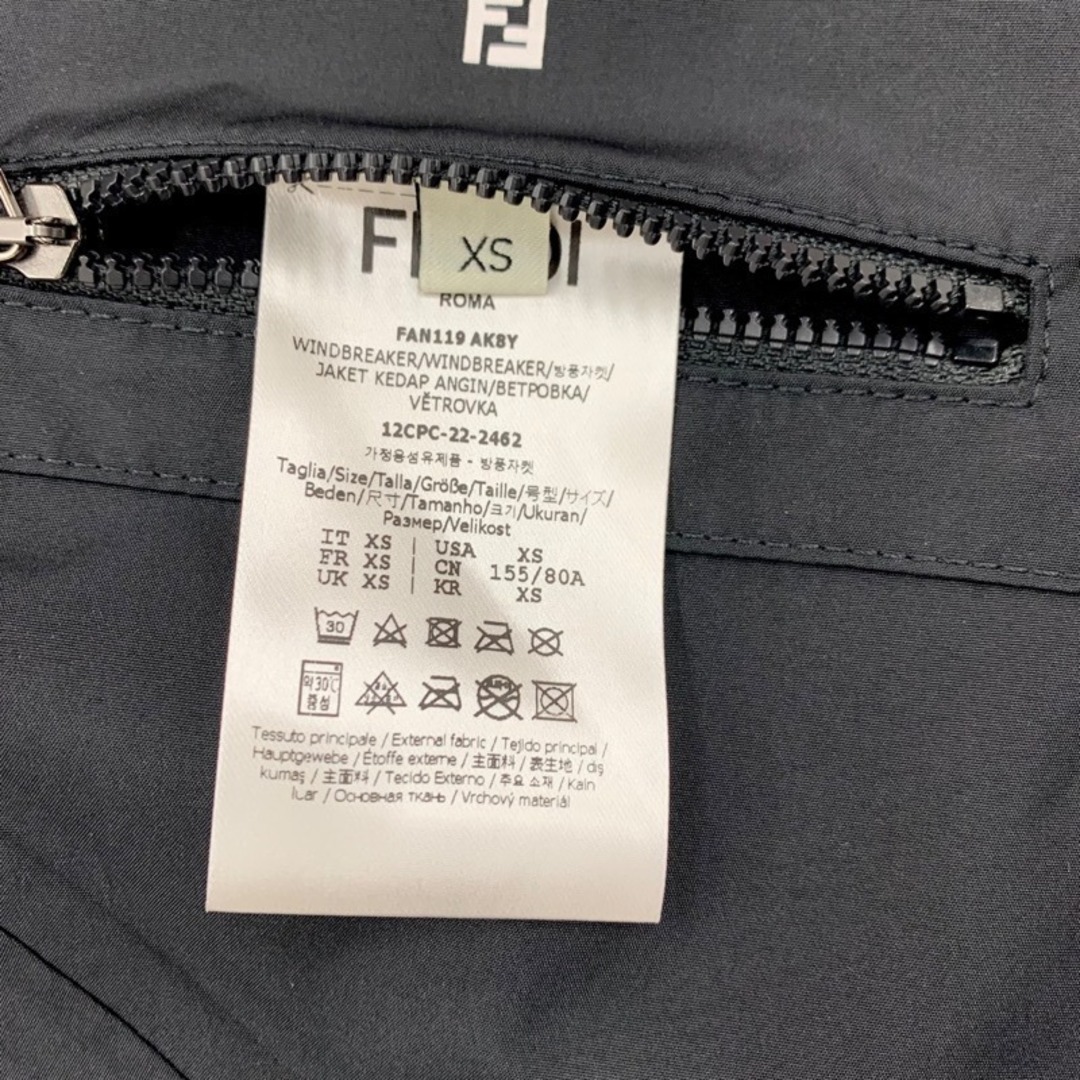 FF
XS
ROMA
FAN119 AK8Y
WINDBREAKER/WINDBREAKER/방풍자켓/
JAKET KEDAP ANGIN/ВЕТРОВКА/
VĚTROVKA
12CPC-22-2462
가정용섬유제품 - 방풍자켓
Taglia/Size/Talla/Größe/Taille/号型/サイズ/
Beden/尺寸/Tamanho/크기/Ukuran/
Размер/Velikost
IT XS | USA XS
FR XS | CN 155/80A
UK XS | KR XS
30
약30℃
중성
Tessuto principale / External fabric / Tejido principal /
Hauptgewebe / Étoffe externe / 主面料 / 表生地 / dış
kumaş / 主面料 / Tecido Externo / 주요 소재 / Kain
luar / Основная ткань / Vrchový materiál